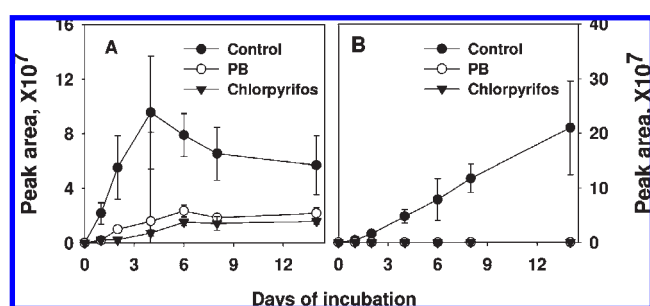 Peak area, X10⁷
16
12
8
4
0
A
Control
PB
Chlorpyrifos
0 3 6 9 12
B
Control
PB
Chlorpyrifos
0 3 6 9 12
40
30
20
10
0
Peak area, X10⁷
Days of incubation